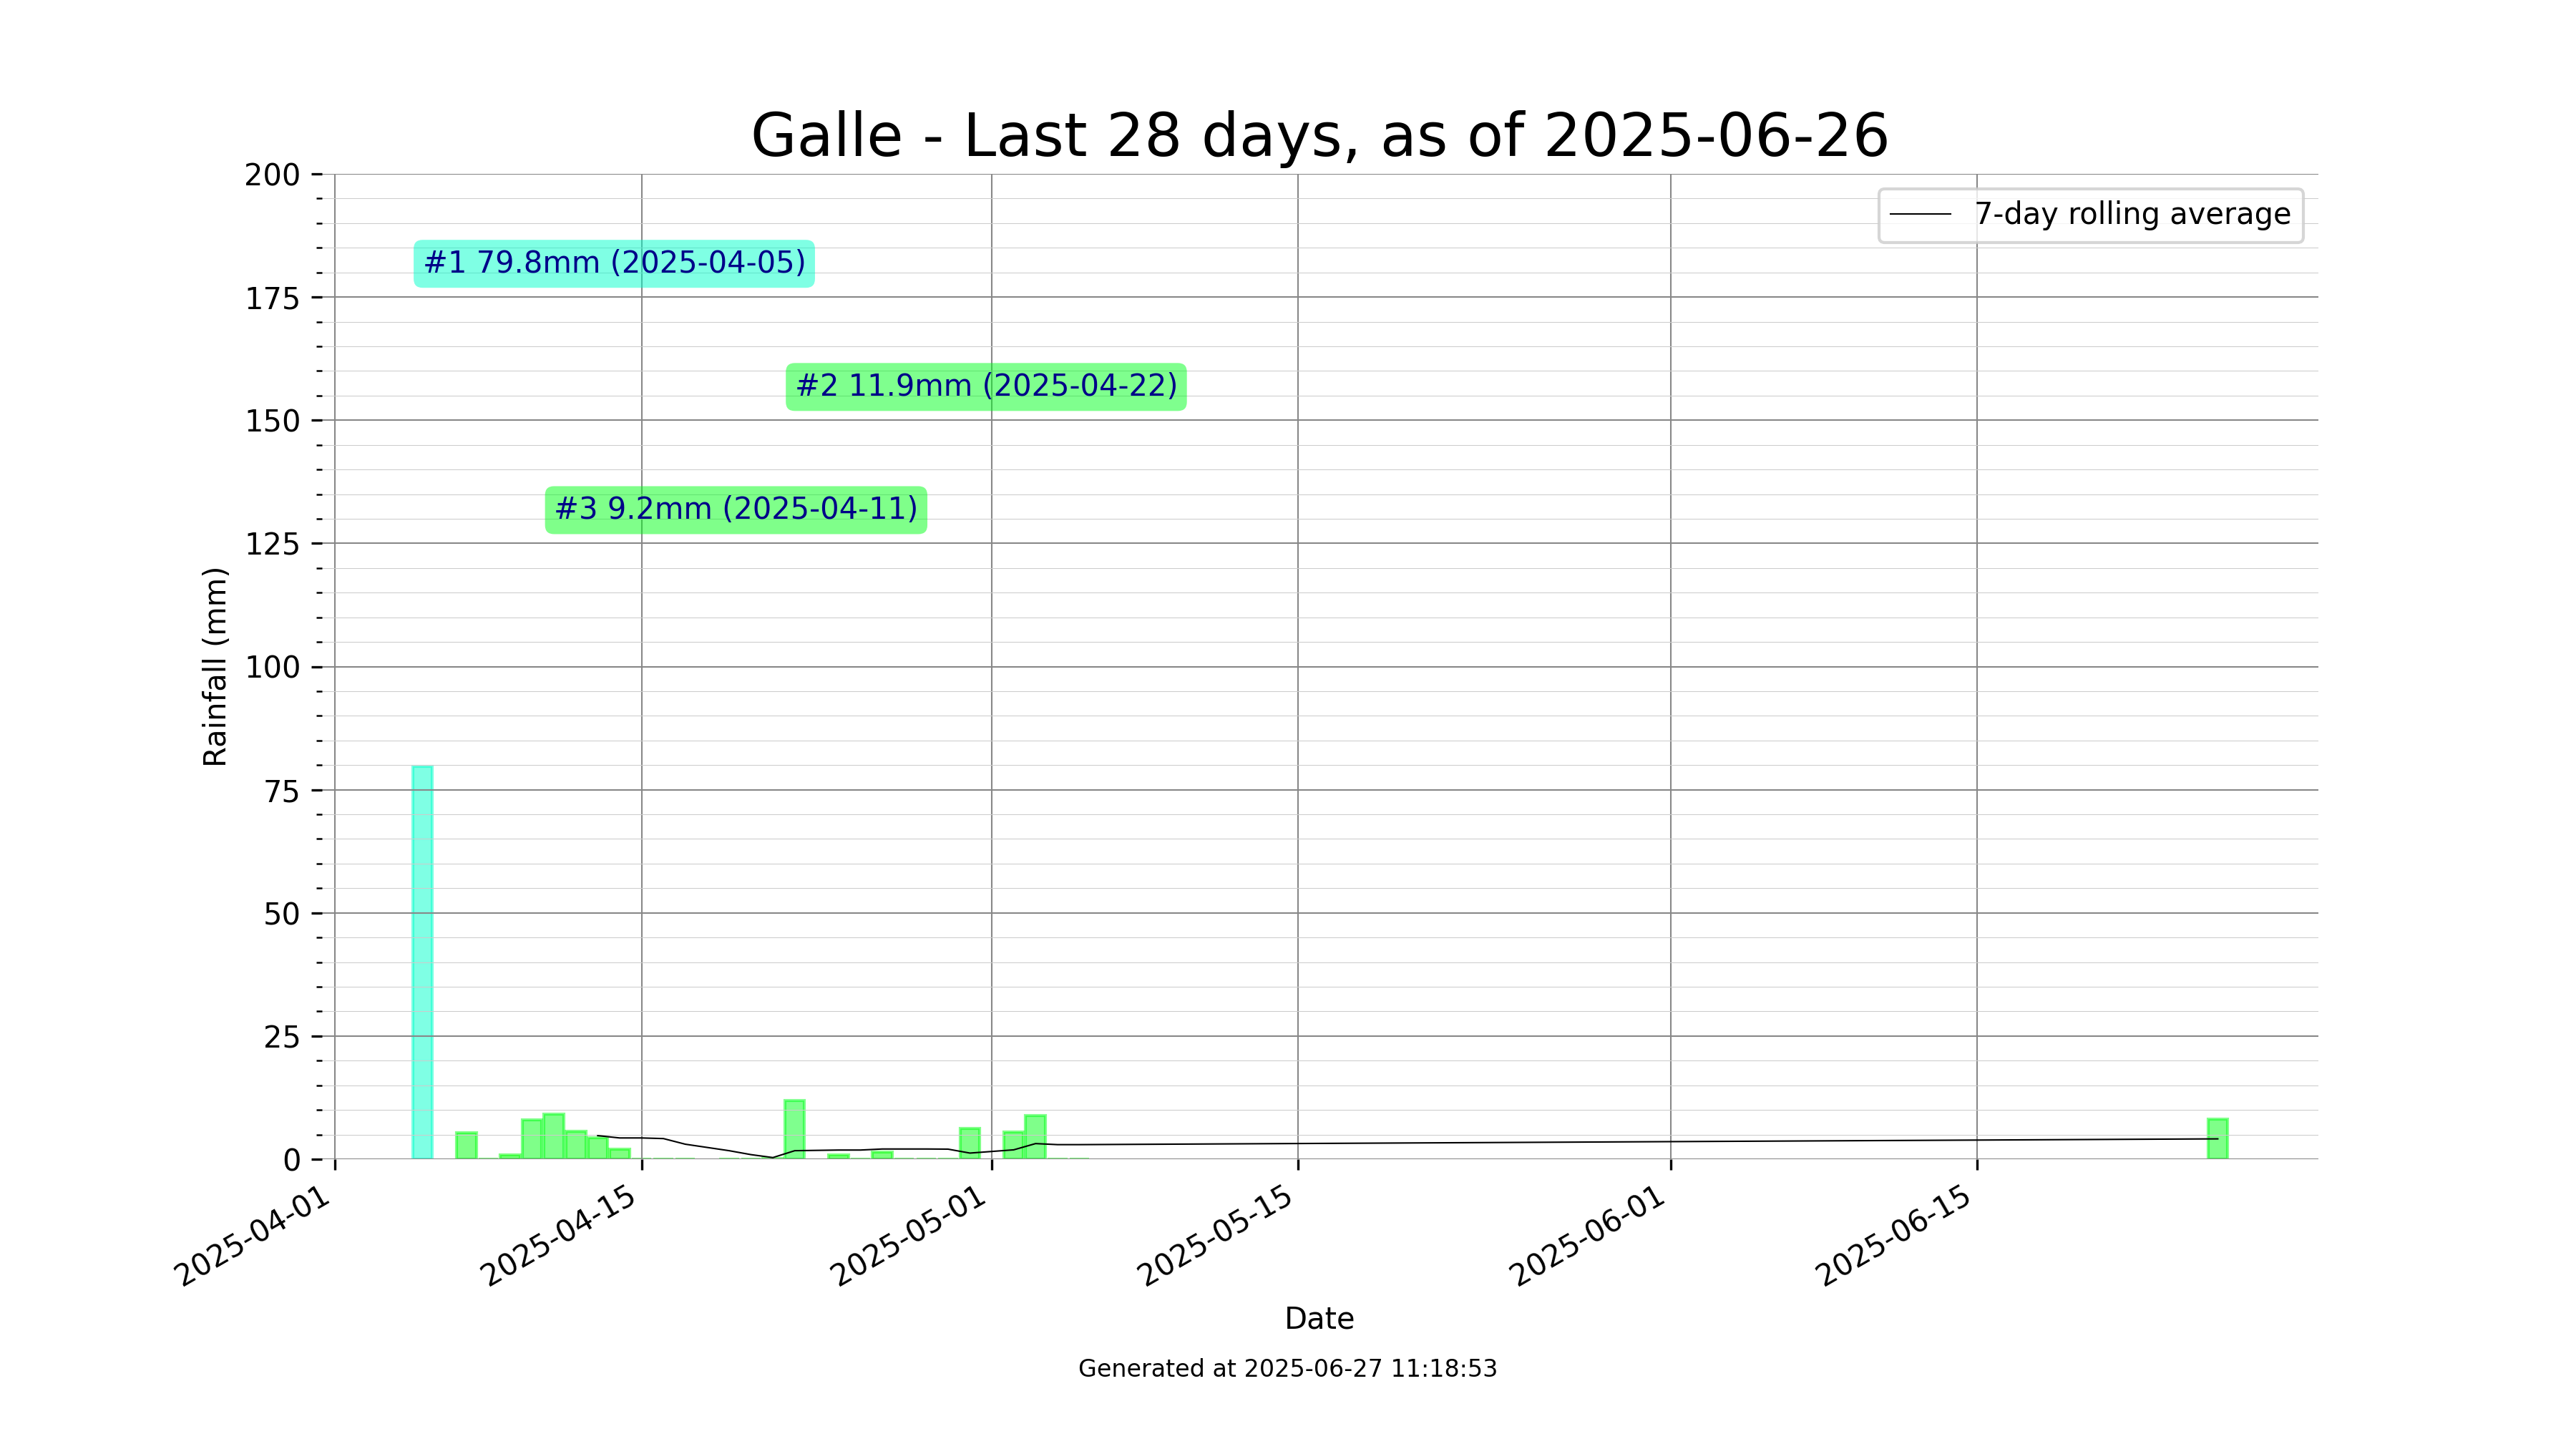 Galle - Last 28 days, as of 2025-06-26
7-day rolling average
#1 79.8mm (2025-04-05)
#2 11.9mm (2025-04-22)
#3 9.2mm (2025-04-11)
Rainfall (mm)
200
175
150
125
100
75
50
25
0
2025-04-01
2025-04-15
2025-05-01
2025-05-15
2025-06-01
2025-06-15
Date
Generated at 2025-06-27 11:18:53